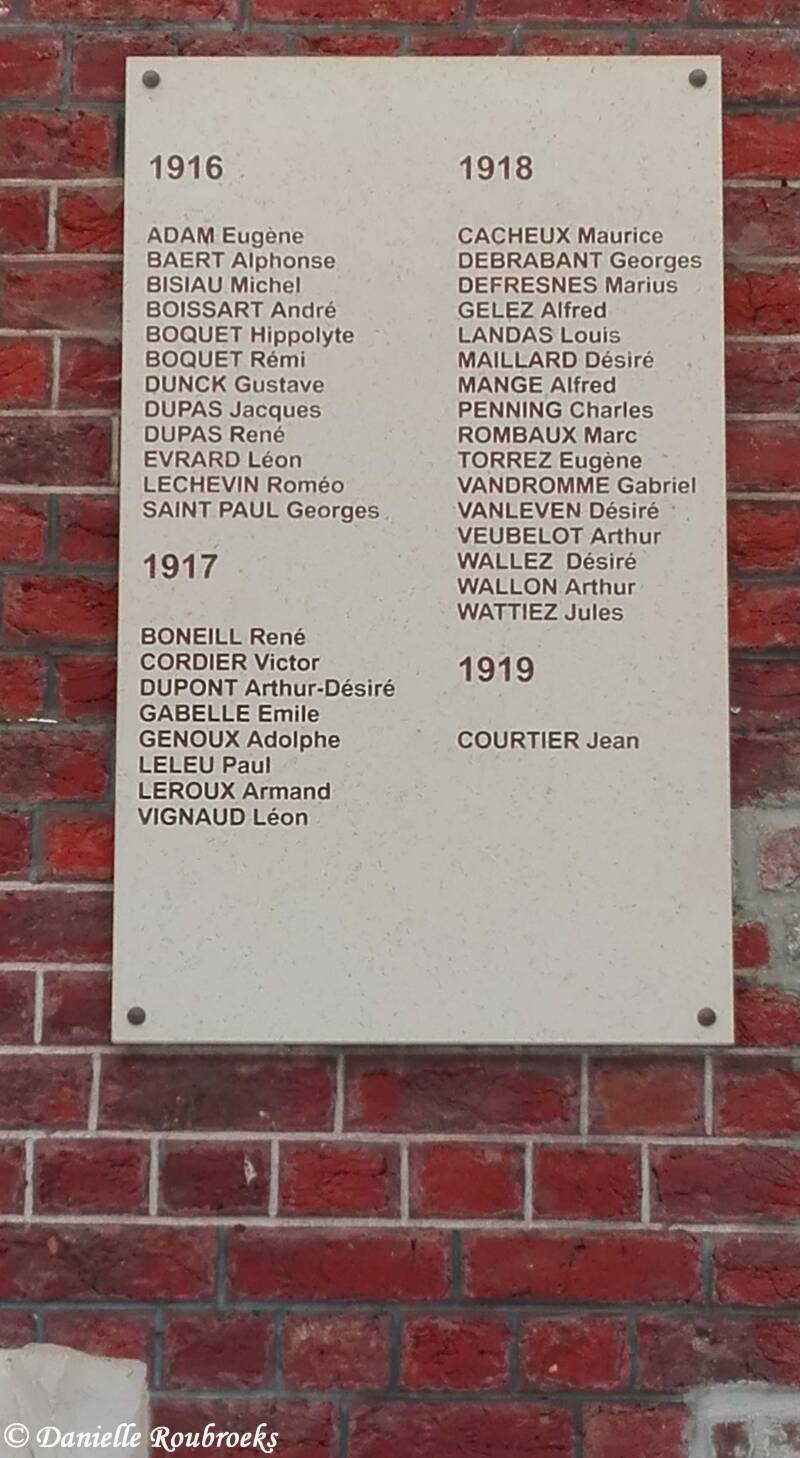 1916
ADAM Eugène
BAERT Alphonse
BISIAU Michel
BOISSART André
BOQUET Hippolyte
BOQUET Rémi
DUNCK Gustave
DUPAS Jacques
DUPAS René
EVRARD Léon
LECHEVIN Roméo
SAINT PAUL Georges
1917
BONEILL René
CORDIER Victor
DUPONT Arthur-Désiré
GABELLE Emile
GENOUX Adolphe
LELEU Paul
LEROUX Armand
VIGNAUD Léon
1918
CACHEUX Maurice
DEBRABANT Georges
DEFRESNES Marius
GELEZ Alfred
LANDAS Louis
MAILLARD Désiré
MANGE Alfred
PENNING Charles
ROMBAUX Marc
TORREZ Eugène
VANDROMME Gabriel
VANLEVEN Désiré
VEUBELOT Arthur
WALLEZ Désiré
WALLON Arthur
WATTIEZ Jules
1919
COURTIER Jean
© Danielle Roubroeks